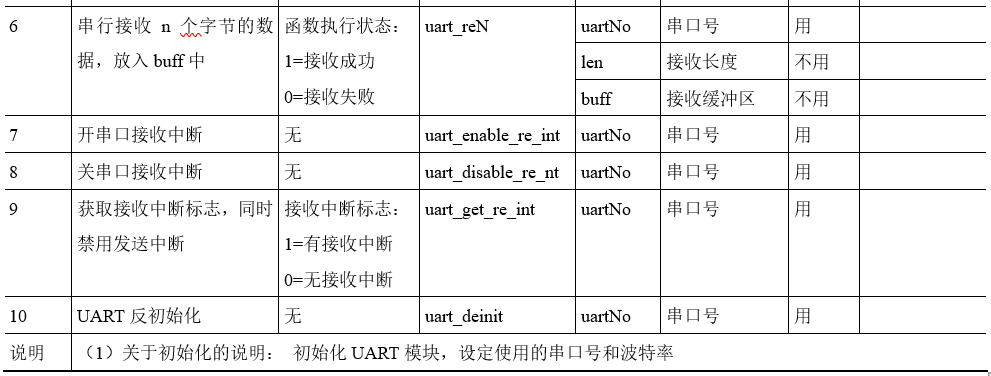 6 串行接收 n 个字节的数 函数执行状态： uart_reN uartNo 串口号 用
据，放入 buff 中 1=接收成功 len 接收长度 不用
0=接收失败 buff 接收缓冲区 不用
7 开串口接收中断 无 uart_enable_re_int uartNo 串口号 用
8 关串口接收中断 无 uart_disable_re_nt uartNo 串口号 用
9 获取接收中断标志，同时 接收中断标志： uart_get_re_int uartNo 串口号 用
禁用发送中断 1=有接收中断
0=无接收中断
10 UART 反初始化 无 uart_deinit uartNo 串口号 用
说明 （1）关于初始化的说明： 初始化 UART 模块，设定使用的串口号和波特率